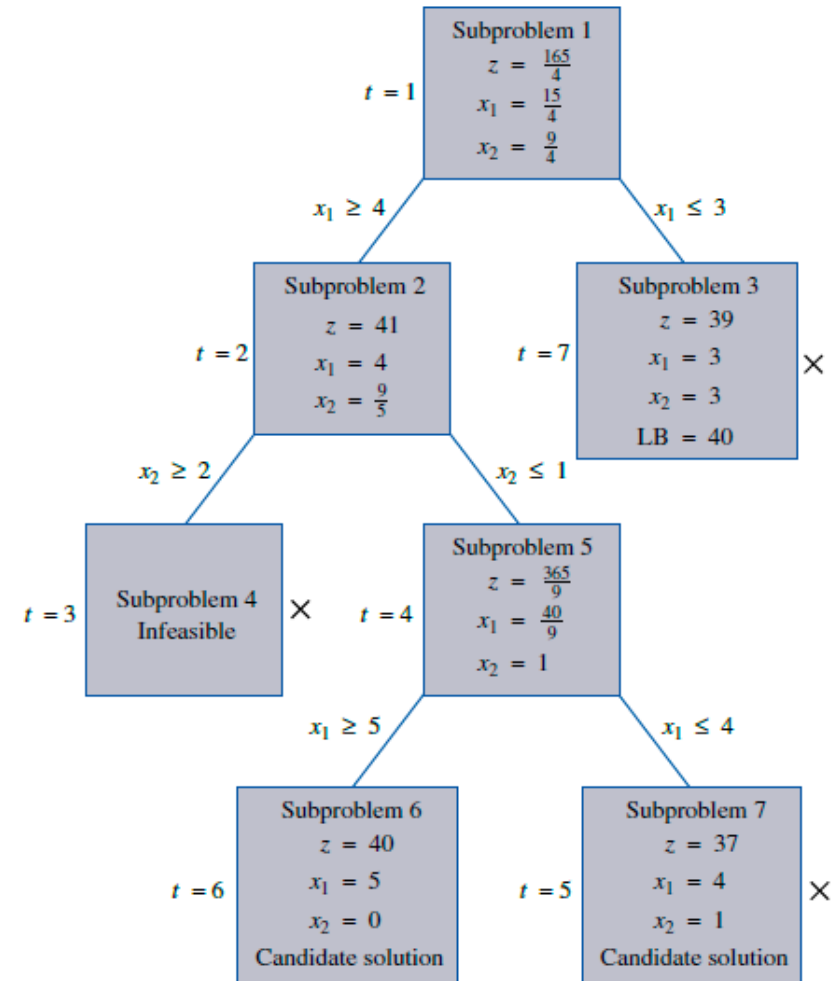 Subproblem 1
z = 165/4
t = 1
x₁ = 15/4
x₂ = 9/4
x₁ ≥ 4
x₁ ≤ 3
Subproblem 2
z = 41
t = 2
x₁ = 4
x₂ = 9/5
Subproblem 3
z = 39
t = 7
x₁ = 3
×
x₂ = 3
LB = 40
x₂ ≥ 2
x₂ ≤ 1
Subproblem 4
t = 3
Infeasible
×
Subproblem 5
z = 365/9
t = 4
x₁ = 40/9
x₂ = 1
x₁ ≥ 5
x₁ ≤ 4
Subproblem 6
z = 40
t = 6
x₁ = 5
x₂ = 0
Candidate solution
Subproblem 7
z = 37
t = 5
x₁ = 4
×
x₂ = 1
Candidate solution